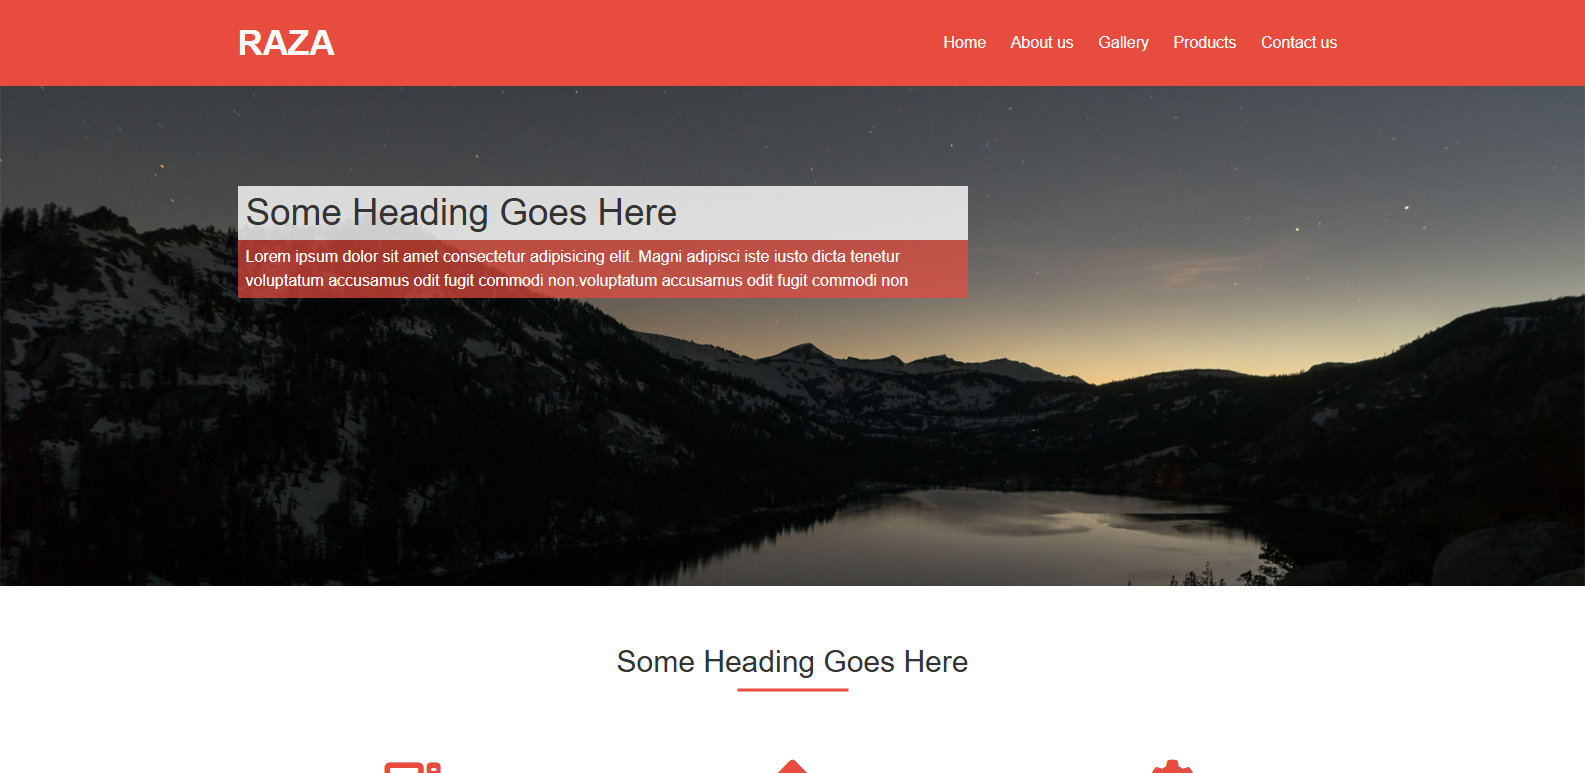 RAZA
Home About us Gallery Products Contact us
Some Heading Goes Here
Lorem ipsum dolor sit amet consectetur adipisicing elit. Magni adipisci iste iusto dicta tenetur
voluptatum accusamus odit fugit commodi non.voluptatum accusamus odit fugit commodi non
Some Heading Goes Here